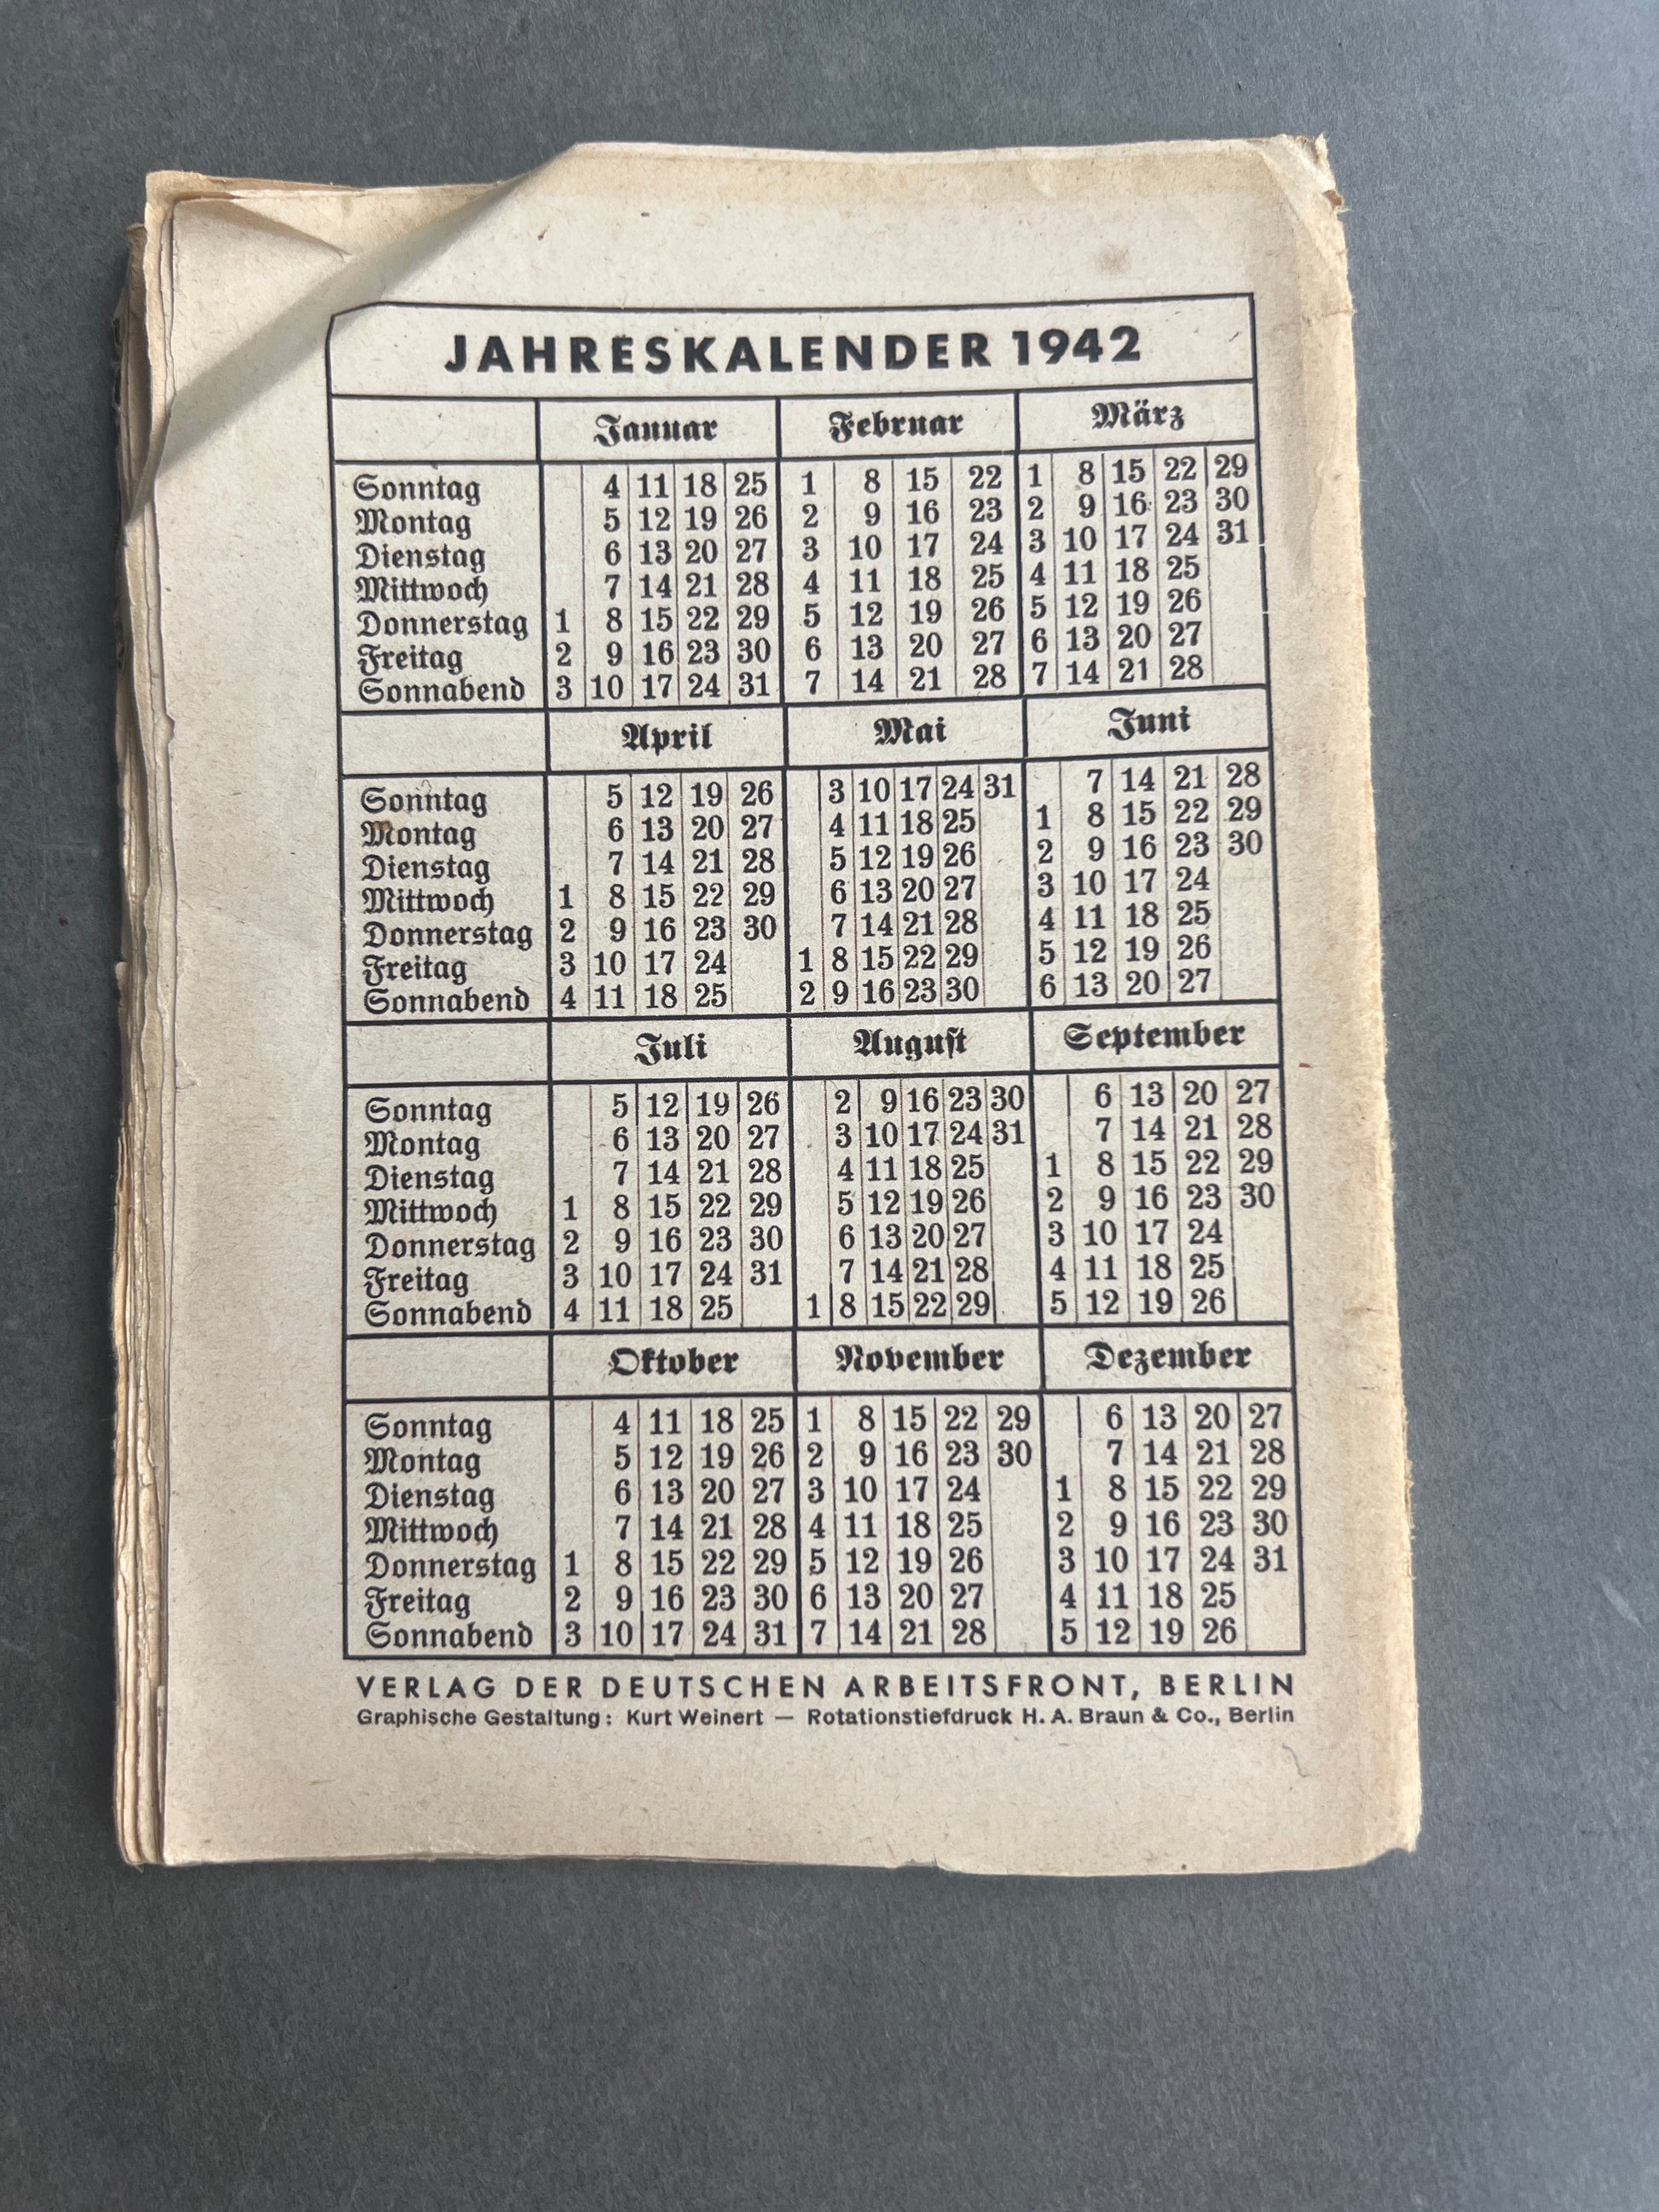 JAHRESKALENDER 1942
Januar Februar März
Sonntag 4 11 18 25 1 8 15 22 1 8 15 22 29
Montag 5 12 19 26 2 9 16 23 2 9 16 23 30
Dienstag 6 13 20 27 3 10 17 24 3 10 17 24 31
Mittwoch 7 14 21 28 4 11 18 25 4 11 18 25
Donnerstag 1 8 15 22 29 5 12 19 26 5 12 19 26
Freitag 2 9 16 23 30 6 13 20 27 6 13 20 27
Sonnabend 3 10 17 24 31 7 14 21 28 7 14 21 28
April Mai Juni
Sonntag 5 12 19 26 3 10 17 24 31 7 14 21 28
Montag 6 13 20 27 4 11 18 25 1 8 15 22 29
Dienstag 7 14 21 28 5 12 19 26 2 9 16 23 30
Mittwoch 1 8 15 22 29 6 13 20 27 3 10 17 24
Donnerstag 2 9 16 23 30 7 14 21 28 4 11 18 25
Freitag 3 10 17 24 1 8 15 22 29 5 12 19 26
Sonnabend 4 11 18 25 2 9 16 23 30 6 13 20 27
Juli August September
Sonntag 5 12 19 26 2 9 16 23 30 6 13 20 27
Montag 6 13 20 27 3 10 17 24 31 7 14 21 28
Dienstag 7 14 21 28 4 11 18 25 1 8 15 22 29
Mittwoch 1 8 15 22 29 5 12 19 26 2 9 16 23 30
Donnerstag 2 9 16 23 30 6 13 20 27 3 10 17 24
Freitag 3 10 17 24 31 7 14 21 28 4 11 18 25
Sonnabend 4 11 18 25 1 8 15 22 29 5 12 19 26
Oktober November Dezember
Sonntag 4 11 18 25 1 8 15 22 29 6 13 20 27
Montag 5 12 19 26 2 9 16 23 30 7 14 21 28
Dienstag 6 13 20 27 3 10 17 24 1 8 15 22 29
Mittwoch 7 14 21 28 4 11 18 25 2 9 16 23 30
Donnerstag 1 8 15 22 29 5 12 19 26 3 10 17 24 31
Freitag 2 9 16 23 30 6 13 20 27 4 11 18 25
Sonnabend 3 10 17 24 31 7 14 21 28 5 12 19 26
VERLAG DER DEUTSCHEN ARBEITSFRONT, BERLIN
Graphische Gestaltung: Kurt Weinert — Rotationstiefdruck H. A. Braun & Co., Berlin